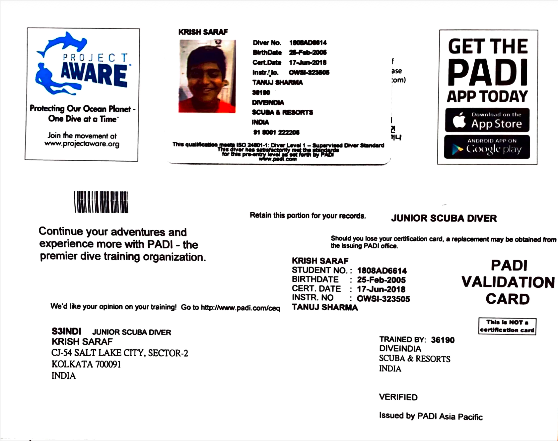 PROJECT
AWARE
Protecting Our Ocean Planet -
One Dive at a Time
Join the movement at
www.projectaware.org
KRISH SARAF
Diver No. 1808AD6614
BirthDate 25-Feb-2005
Cert.Date 17-Jun-2018
Instr.No. OWSI-323505
TANUJ SHARMA
36190
DIVEINDIA
SCUBA & RESORTS
INDIA
91 8001 222206
This qualification meets ISO 24801-1: Diver Level 1 – Supervised Diver Standard
This diver has satisfactorily met the standards
for this pre-entry level as set forth by PADI
www.padi.com
GET THE
PADI
APP TODAY
Download on the
App Store
ANDROID APP ON
Google play
Retain this portion for your records.
JUNIOR SCUBA DIVER
Continue your adventures and
experience more with PADI - the
premier dive training organization.
Should you lose your certification card, a replacement may be obtained from
the issuing PADI office.
KRISH SARAF
STUDENT NO. : 1808AD6614
BIRTHDATE : 25-Feb-2005
CERT. DATE : 17-Jun-2018
INSTR. NO : OWSI-323505
TANUJ SHARMA
PADI
VALIDATION
CARD
This is NOT a
certification card
We'd like your opinion on your training! Go to http://www.padi.com/ceq
S3INDI JUNIOR SCUBA DIVER
KRISH SARAF
CJ-54 SALT LAKE CITY, SECTOR-2
KOLKATA 700091
INDIA
TRAINED BY: 36190
DIVEINDIA
SCUBA & RESORTS
INDIA
VERIFIED
Issued by PADI Asia Pacific